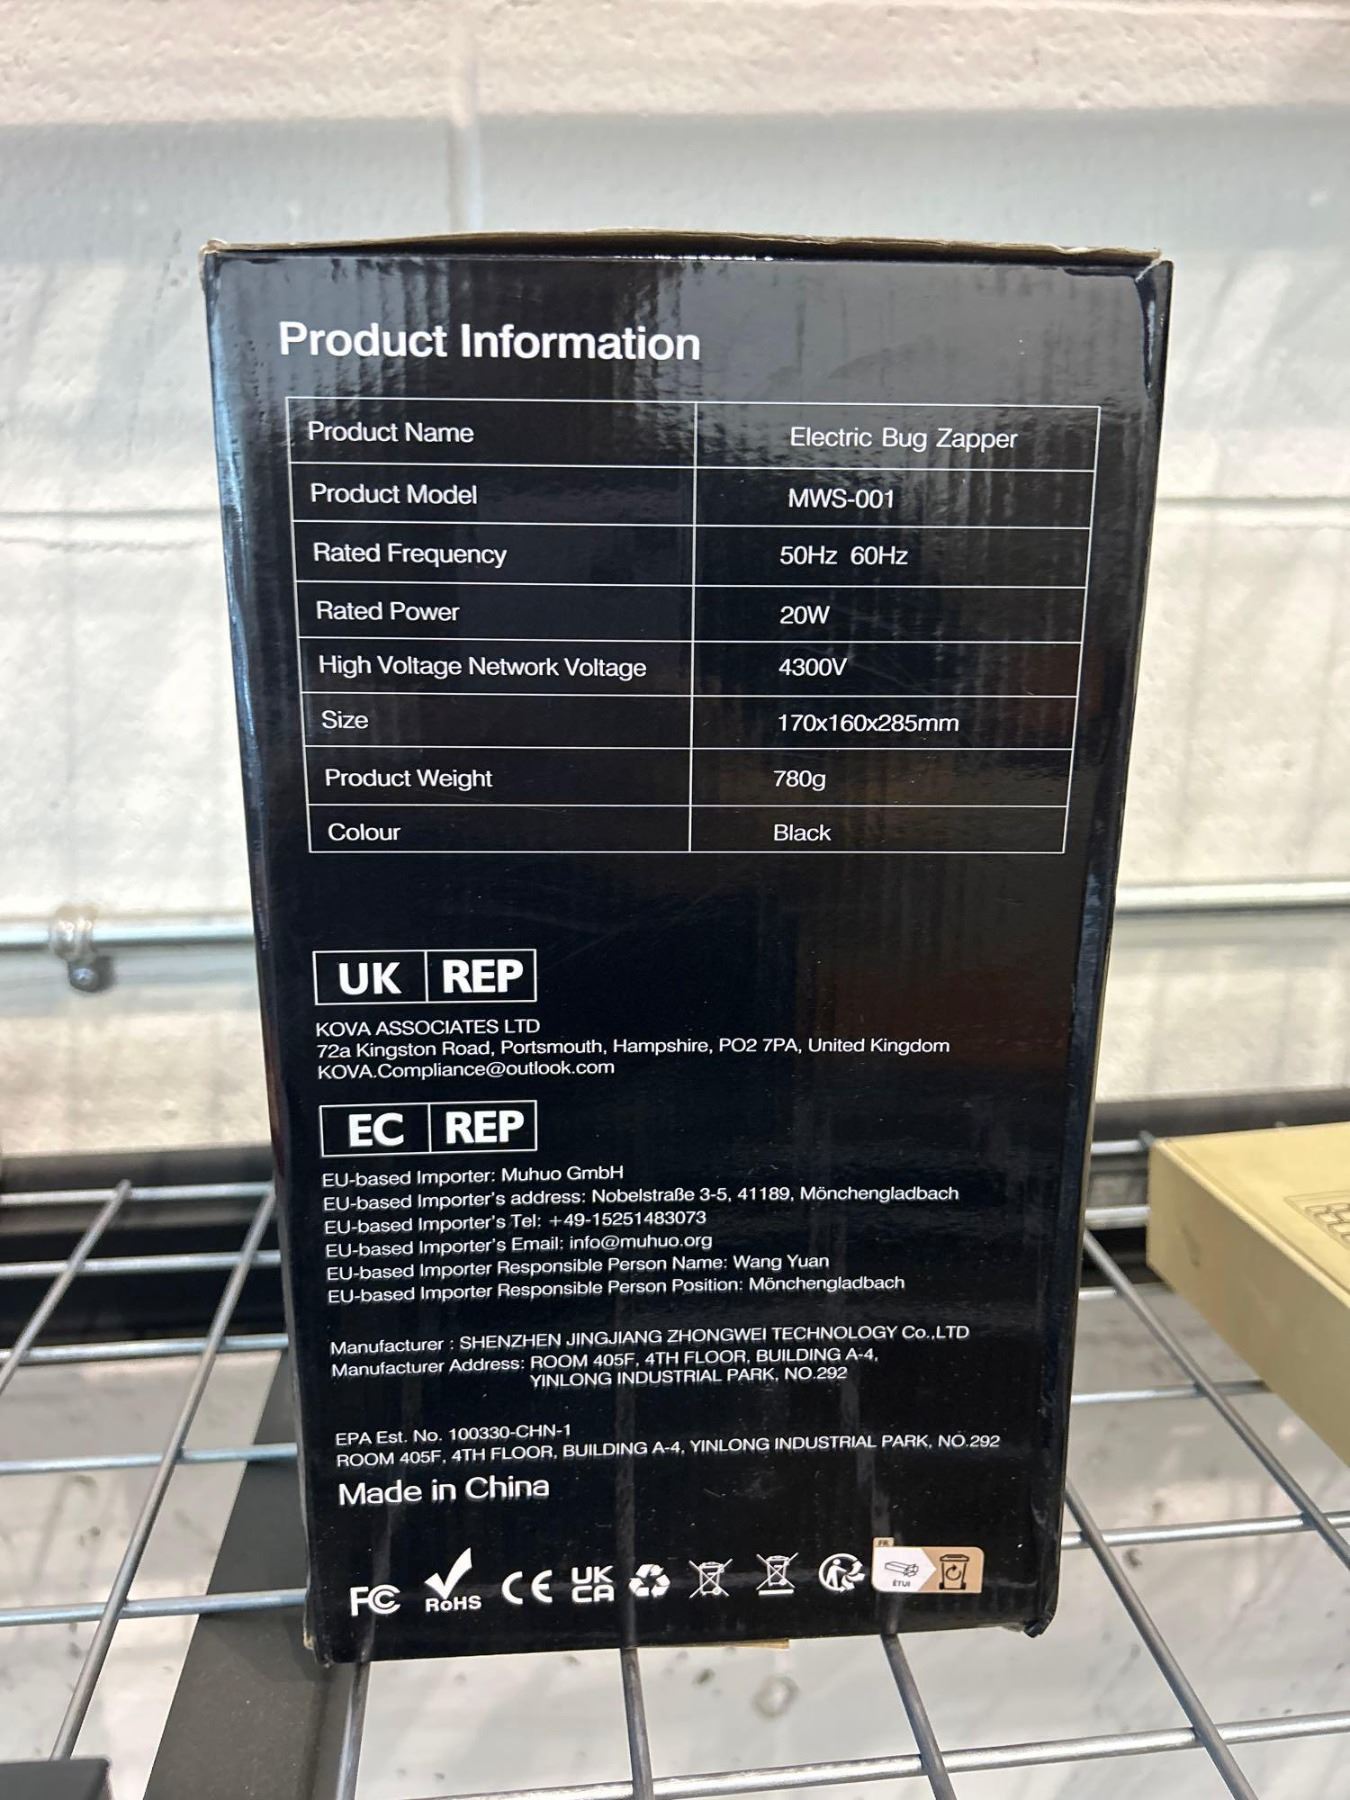 Product Information
Product Name Electric Bug Zapper
Product Model MWS-001
Rated Frequency 50Hz 60Hz
Rated Power 20W
High Voltage Network Voltage 4300V
Size 170x160x285mm
Product Weight 780g
Colour Black
UK REP
KOVA ASSOCIATES LTD
72a Kingston Road, Portsmouth, Hampshire, PO2 7PA, United Kingdom
KOVA.Compliance@outlook.com
EC REP
EU-based Importer: Muhuo GmbH
EU-based Importer's address: Nobelstraße 3-5, 41189, Mönchengladbach
EU-based Importer's Tel: +49-15251483073
EU-based Importer's Email: info@muhuo.org
EU-based Importer Responsible Person Name: Wang Yuan
EU-based Importer Responsible Person Position: Mönchengladbach
Manufacturer : SHENZHEN JINGJIANG ZHONGWEI TECHNOLOGY Co.,LTD
Manufacturer Address: ROOM 405F, 4TH FLOOR, BUILDING A-4,
YINLONG INDUSTRIAL PARK, NO.292
EPA Est. No. 100330-CHN-1
ROOM 405F, 4TH FLOOR, BUILDING A-4, YINLONG INDUSTRIAL PARK, NO.292
Made in China
FC RoHS CE UK CA FR ÉTUI